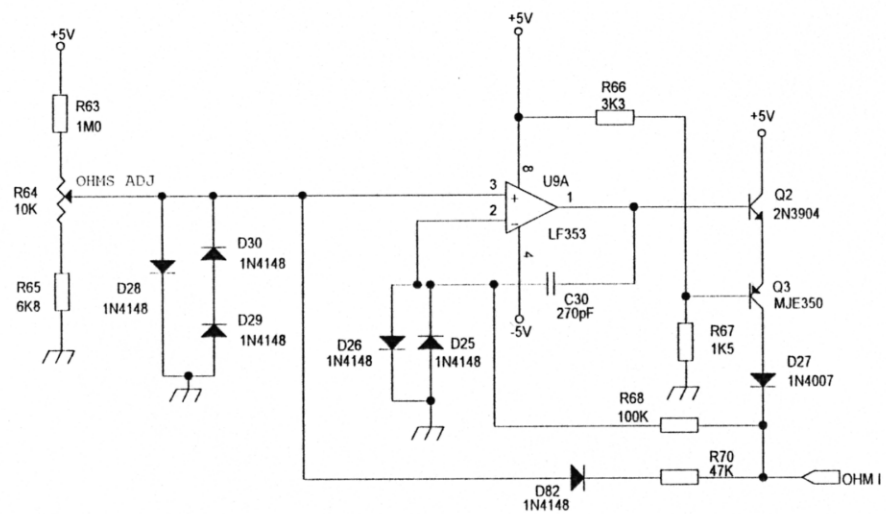 +5V
R63
1M0
R64
10K
OHMS ADJ
R65
6K8
D28
1N4148
D30
1N4148
D29
1N4148
+5V
8
3
+
2
-
U9A
1
LF353
4
-5V
C30
270pF
D26
1N4148
D25
1N4148
R66
3K3
+5V
Q2
2N3904
Q3
MJE350
R67
1K5
D27
1N4007
R68
100K
R70
47K
D82
1N4148
OHM I